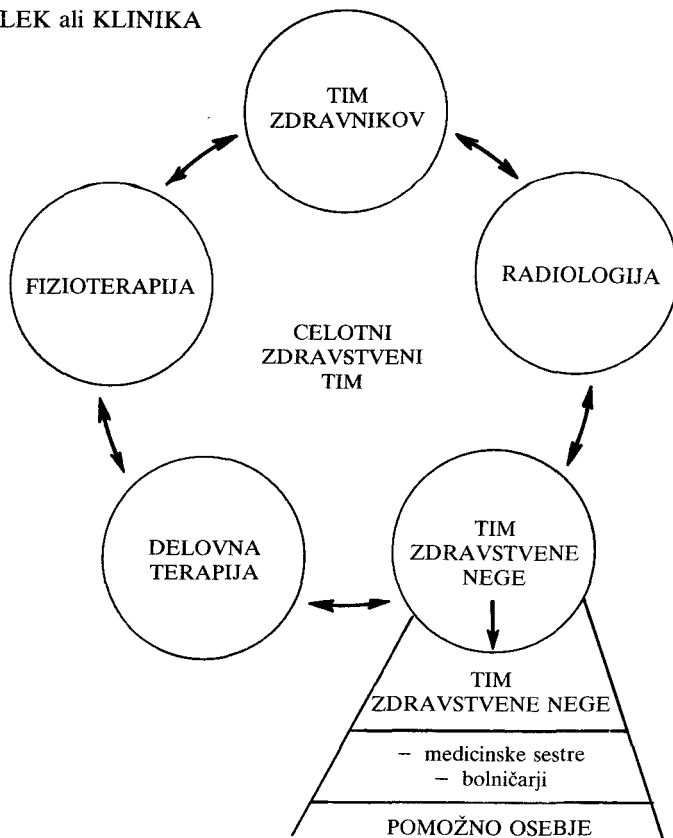 LEK ali KLINIKA
TIM
ZDRAVNIKOV
FIZIOTERAPIJA
RADIOLOGIJA
CELOTNI
ZDRAVSTVENI
TIM
DELOVNA
TERAPIJA
TIM
ZDRAVSTVENE
NEGE
TIM
ZDRAVSTVENE NEGE
– medicinske sestre
– bolničarji
POMOŽNO OSEBJE